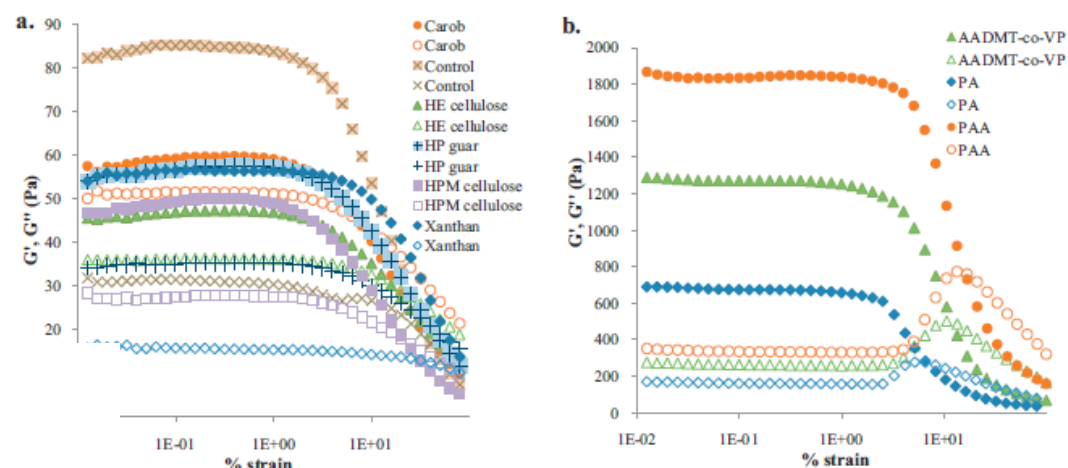 a.
G', G'' (Pa)
90
80
70
60
50
40
30
20
1E-01 1E+00 1E+01
% strain
Carob
Carob
Control
Control
HE cellulose
HE cellulose
HP guar
HP guar
HPM cellulose
HPM cellulose
Xanthan
Xanthan
b.
G', G'' (Pa)
2000
1800
1600
1400
1200
1000
800
600
400
200
0
1E-02 1E+00 1E+01
% strain
AADMT-co-VP
AADMT-co-VP
PA
PA
PAA
PAA